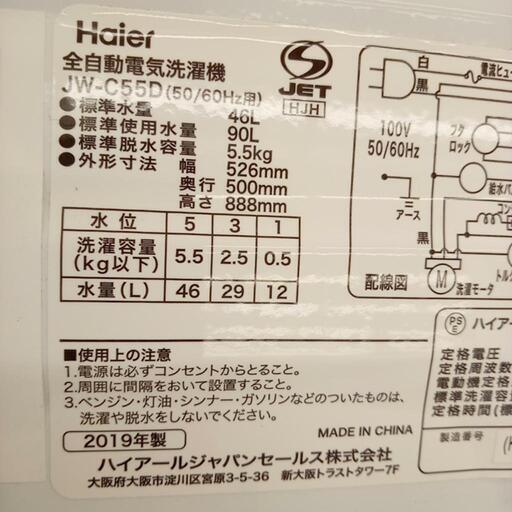 Haier
全自動電気洗濯機
JW-C55D(50/60Hz用)
●標準水量 46L
●標準使用水量 90L
●標準脱水容量 5.5kg
●外形寸法 幅 526mm
奥行 500mm
高さ 888mm
S
JET
HJH
白
黒
電流ヒュ
100V
50/60Hz
フタ
ロック
給水バ
アース
黒
コン
配線図
M
洗濯モータ
トル
水位 5 3 1
洗濯容量
(kg以下) 5.5 2.5 0.5
水量(L) 46 29 12
■使用上の注意
1.電源は必ずコンセントからとること。
2.周囲に間隔をおいて設置すること。
3.ベンジン・灯油・シンナー・ガソリンなどのついたものは、
洗濯や脱水をしないでください。
2019年製
MADE IN CHINA
ハイアールジャパンセールス株式会社
大阪府大阪市淀川区宮原3-5-36 新大阪トラストタワー7F
PS
E
ハイアー
定格電圧
定格周波数
電動機定格
標準洗濯容
定格時間(標
製造番号